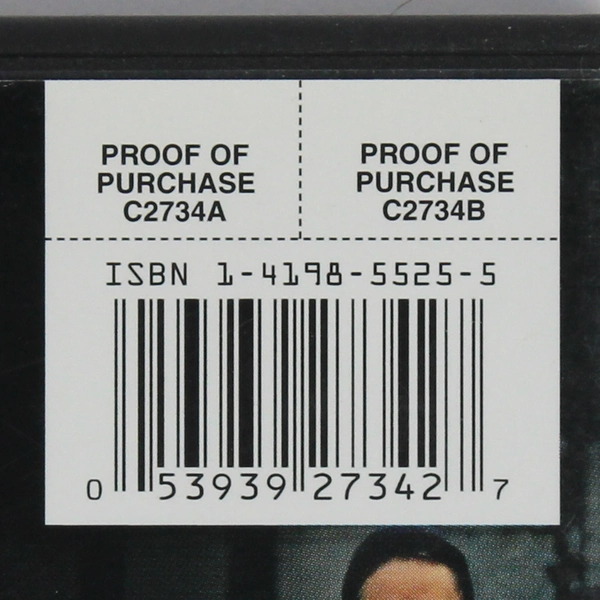 PROOF OF
PURCHASE
C2734A
PROOF OF
PURCHASE
C2734B
ISBN 1-4198-5525-5
0 53939 27342 7